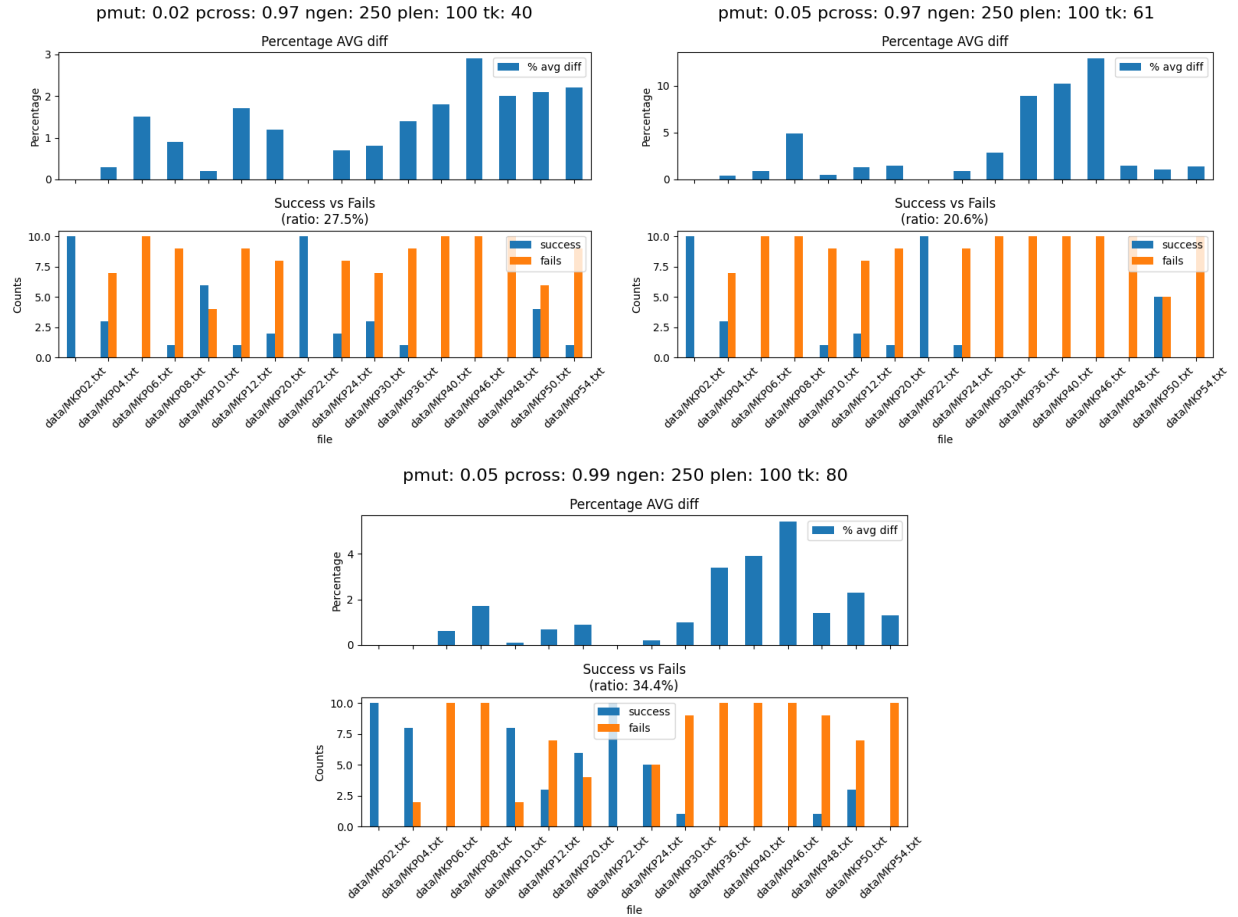 pmut: 0.02 pcross: 0.97 ngen: 250 plen: 100 tk: 40
Percentage AVG diff
% avg diff
Percentage
3
2
1
0
Success vs Fails
(ratio: 27.5%)
success
fails
Counts
10.0
7.5
5.0
2.5
0.0
data/MKP02.txt
data/MKP04.txt
data/MKP06.txt
data/MKP08.txt
data/MKP10.txt
data/MKP12.txt
data/MKP20.txt
data/MKP22.txt
data/MKP24.txt
data/MKP30.txt
data/MKP36.txt
data/MKP40.txt
data/MKP46.txt
data/MKP48.txt
data/MKP50.txt
data/MKP54.txt
file
pmut: 0.05 pcross: 0.97 ngen: 250 plen: 100 tk: 61
Percentage AVG diff
% avg diff
Percentage
10
5
0
Success vs Fails
(ratio: 20.6%)
success
fails
Counts
10.0
7.5
5.0
2.5
0.0
data/MKP02.txt
data/MKP04.txt
data/MKP06.txt
data/MKP08.txt
data/MKP10.txt
data/MKP12.txt
data/MKP20.txt
data/MKP22.txt
data/MKP24.txt
data/MKP30.txt
data/MKP36.txt
data/MKP40.txt
data/MKP46.txt
data/MKP48.txt
data/MKP50.txt
data/MKP54.txt
file
pmut: 0.05 pcross: 0.99 ngen: 250 plen: 100 tk: 80
Percentage AVG diff
% avg diff
Percentage
4
2
0
Success vs Fails
(ratio: 34.4%)
success
fails
Counts
10.0
7.5
5.0
2.5
0.0
data/MKP02.txt
data/MKP04.txt
data/MKP06.txt
data/MKP08.txt
data/MKP10.txt
data/MKP12.txt
data/MKP20.txt
data/MKP22.txt
data/MKP24.txt
data/MKP30.txt
data/MKP36.txt
data/MKP40.txt
data/MKP46.txt
data/MKP48.txt
data/MKP50.txt
data/MKP54.txt
file